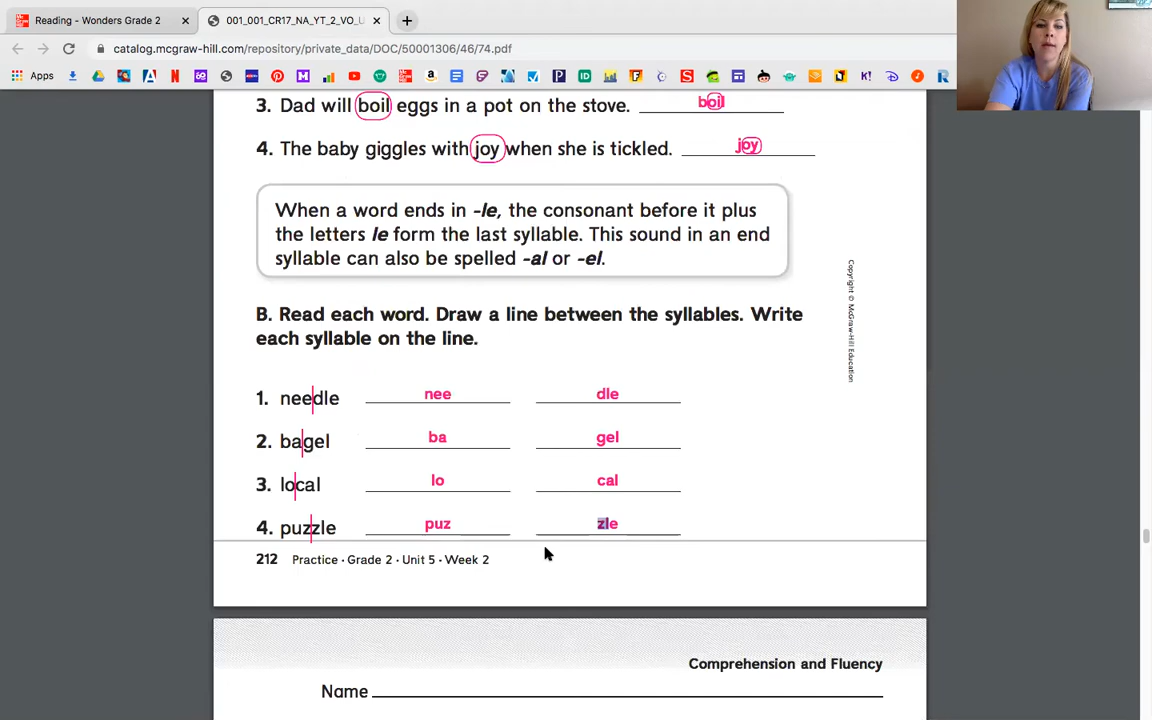 Reading - Wonders Grade 2
001_001_CR17_NA_YT_2_VO_U
catalog.mcgraw-hill.com/repository/private_data/DOC/50001306/46/74.pdf
Apps
3. Dad will boil eggs in a pot on the stove. boil
4. The baby giggles with joy when she is tickled. joy
When a word ends in -le, the consonant before it plus
the letters le form the last syllable. This sound in an end
syllable can also be spelled -al or -el.
B. Read each word. Draw a line between the syllables. Write
each syllable on the line.
1. needle nee dle
2. bagel ba gel
3. local lo cal
4. puzzle puz zle
212 Practice · Grade 2 · Unit 5 · Week 2
Copyright © McGraw-Hill Education
Comprehension and Fluency
Name